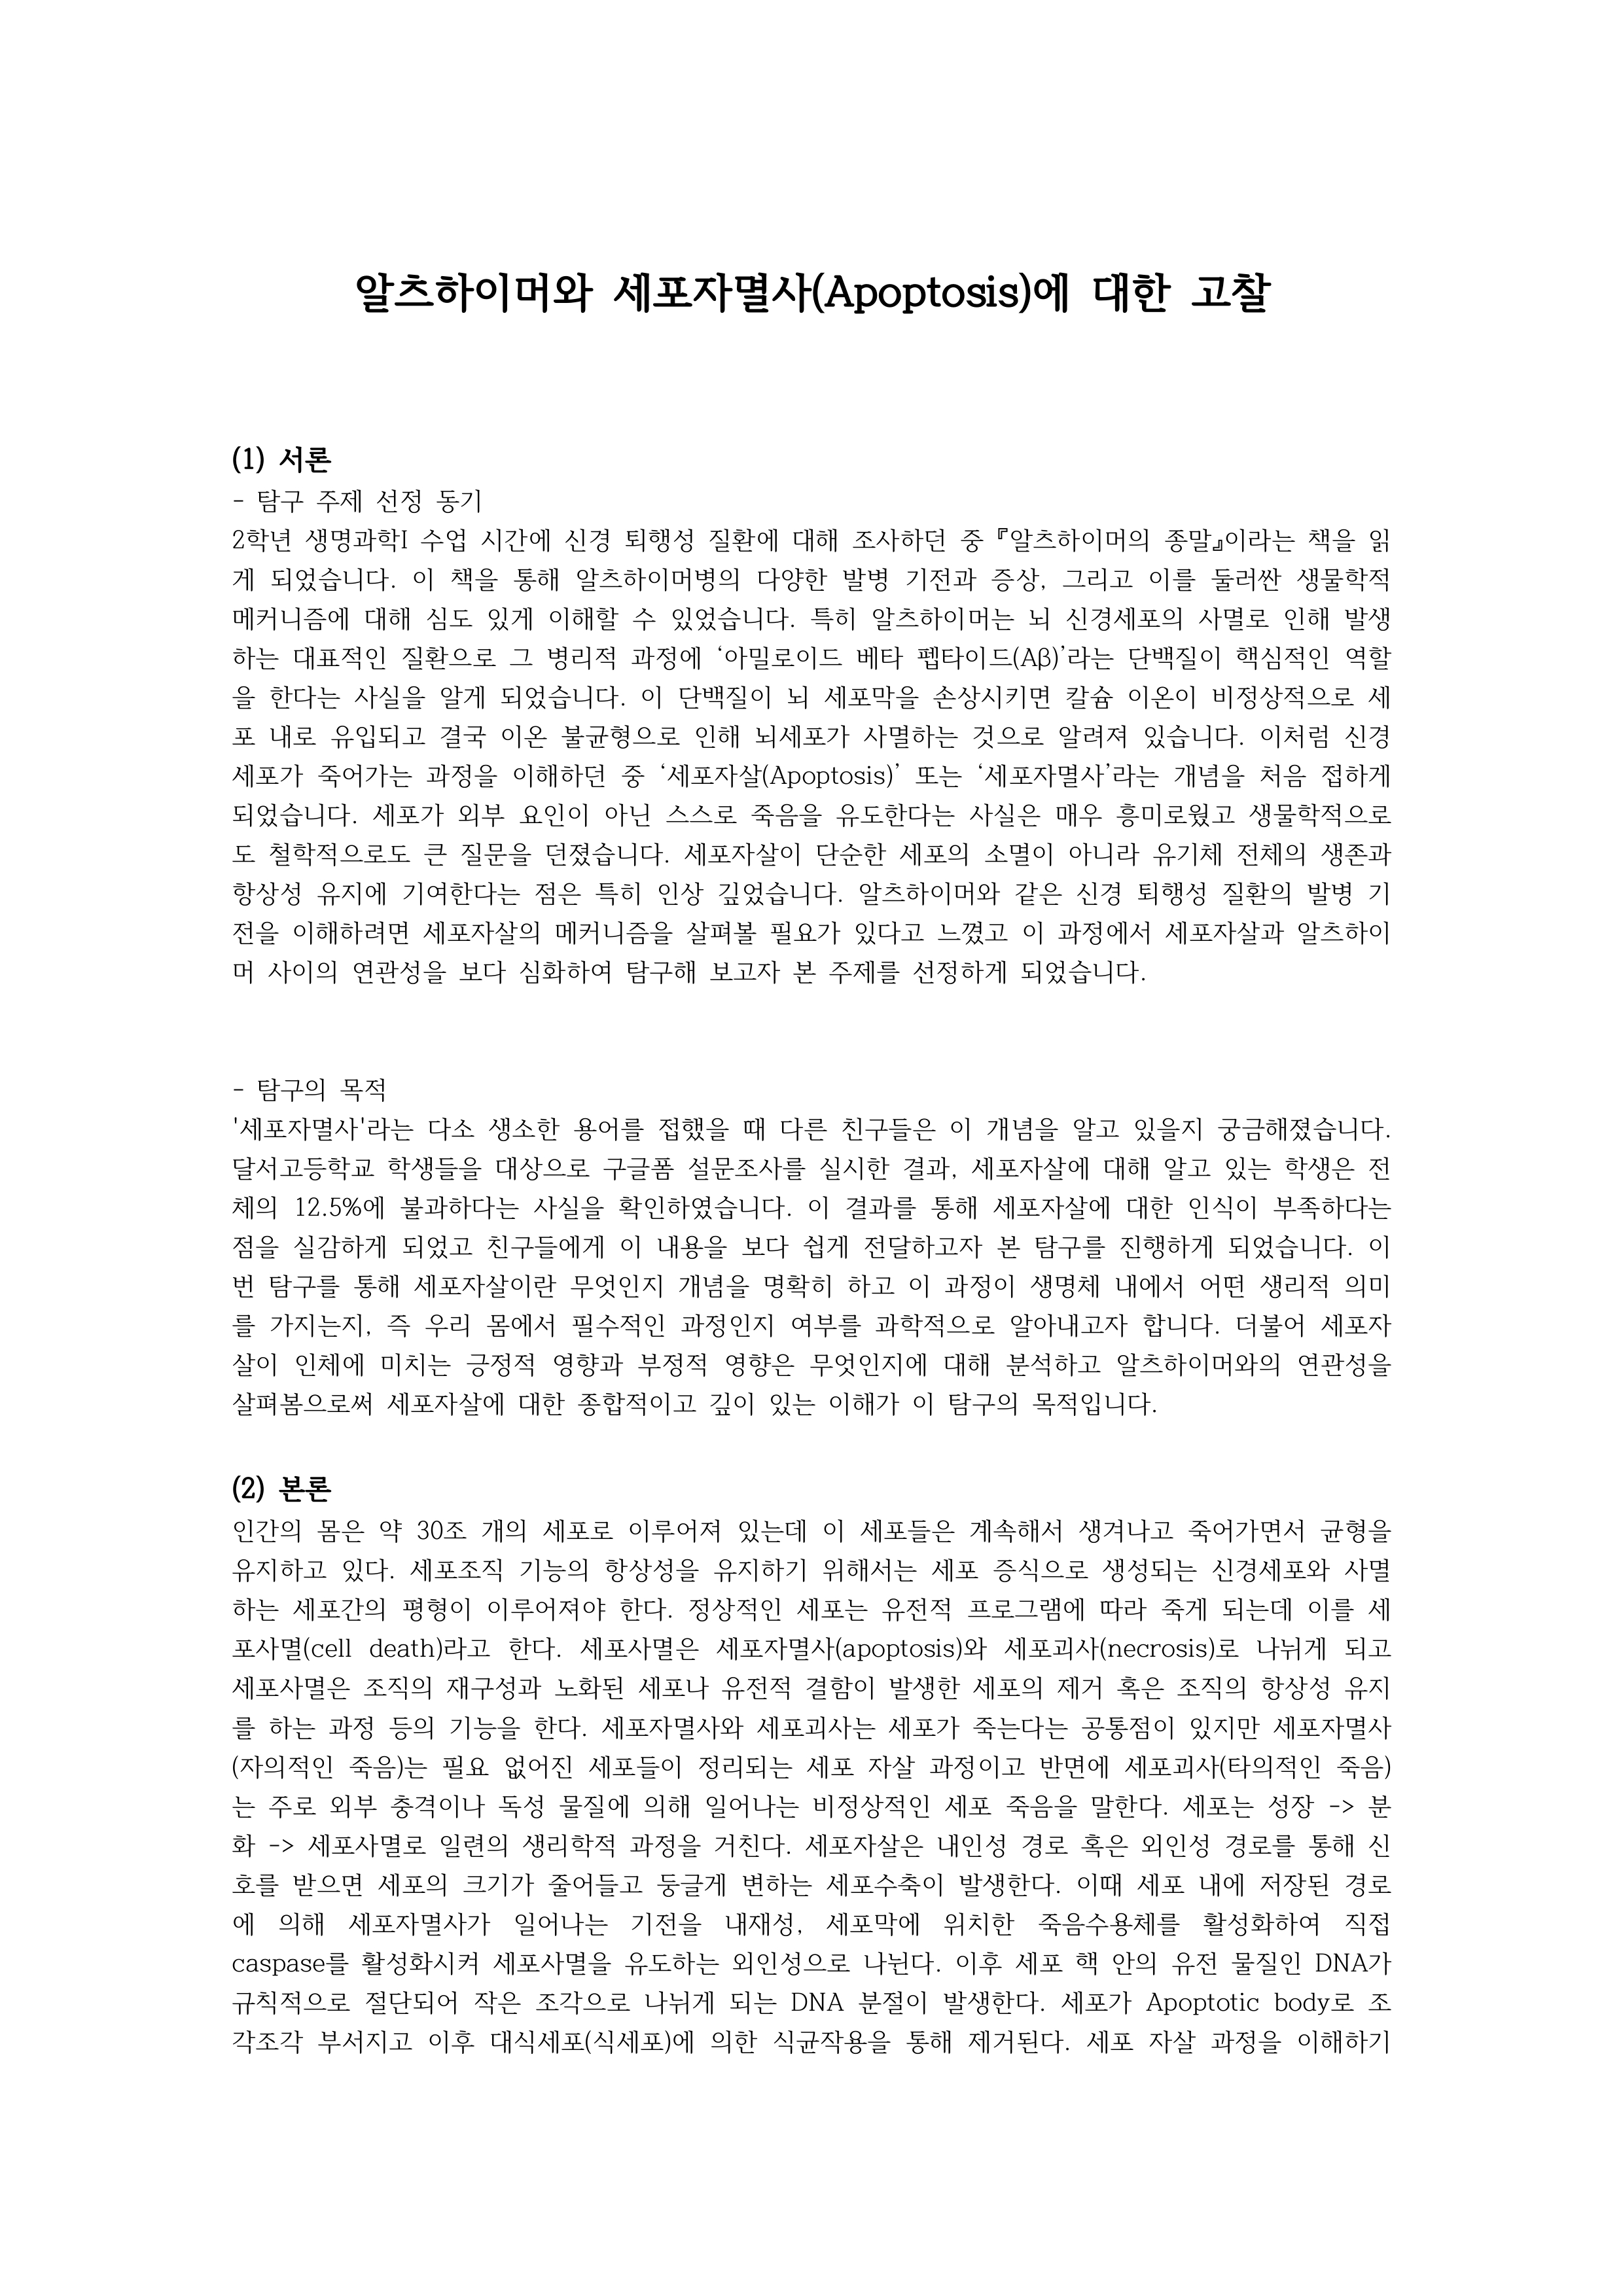 알츠하이머와 세포자멸사(Apoptosis)에 대한 고찰
(1) 서론
- 탐구 주제 선정 동기
2학년 생명과학I 수업 시간에 신경 퇴행성 질환에 대해 조사하던 중 『알츠하이머의 종말』이라는 책을 읽
게 되었습니다. 이 책을 통해 알츠하이머병의 다양한 발병 기전과 증상, 그리고 이를 둘러싼 생물학적
메커니즘에 대해 심도 있게 이해할 수 있었습니다. 특히 알츠하이머는 뇌 신경세포의 사멸로 인해 발생
하는 대표적인 질환으로 그 병리적 과정에 ‘아밀로이드 베타 펩타이드(Aβ)’라는 단백질이 핵심적인 역할
을 한다는 사실을 알게 되었습니다. 이 단백질이 뇌 세포막을 손상시키면 칼슘 이온이 비정상적으로 세
포 내로 유입되고 결국 이온 불균형으로 인해 뇌세포가 사멸하는 것으로 알려져 있습니다. 이처럼 신경
세포가 죽어가는 과정을 이해하던 중 ‘세포자살(Apoptosis)’ 또는 ‘세포자멸사’라는 개념을 처음 접하게
되었습니다. 세포가 외부 요인이 아닌 스스로 죽음을 유도한다는 사실은 매우 흥미로웠고 생물학적으로
도 철학적으로도 큰 질문을 던졌습니다. 세포자살이 단순한 세포의 소멸이 아니라 유기체 전체의 생존과
항상성 유지에 기여한다는 점은 특히 인상 깊었습니다. 알츠하이머와 같은 신경 퇴행성 질환의 발병 기
전을 이해하려면 세포자살의 메커니즘을 살펴볼 필요가 있다고 느꼈고 이 과정에서 세포자살과 알츠하이
머 사이의 연관성을 보다 심화하여 탐구해 보고자 본 주제를 선정하게 되었습니다.
- 탐구의 목적
'세포자멸사'라는 다소 생소한 용어를 접했을 때 다른 친구들은 이 개념을 알고 있을지 궁금해졌습니다.
달서고등학교 학생들을 대상으로 구글폼 설문조사를 실시한 결과, 세포자살에 대해 알고 있는 학생은 전
체의 12.5%에 불과하다는 사실을 확인하였습니다. 이 결과를 통해 세포자살에 대한 인식이 부족하다는
점을 실감하게 되었고 친구들에게 이 내용을 보다 쉽게 전달하고자 본 탐구를 진행하게 되었습니다. 이
번 탐구를 통해 세포자살이란 무엇인지 개념을 명확히 하고 이 과정이 생명체 내에서 어떤 생리적 의미
를 가지는지, 즉 우리 몸에서 필수적인 과정인지 여부를 과학적으로 알아내고자 합니다. 더불어 세포자
살이 인체에 미치는 긍정적 영향과 부정적 영향은 무엇인지에 대해 분석하고 알츠하이머와의 연관성을
살펴봄으로써 세포자살에 대한 종합적이고 깊이 있는 이해가 이 탐구의 목적입니다.
(2) 본론
인간의 몸은 약 30조 개의 세포로 이루어져 있는데 이 세포들은 계속해서 생겨나고 죽어가면서 균형을
유지하고 있다. 세포조직 기능의 항상성을 유지하기 위해서는 세포 증식으로 생성되는 신경세포와 사멸
하는 세포간의 평형이 이루어져야 한다. 정상적인 세포는 유전적 프로그램에 따라 죽게 되는데 이를 세
포사멸(cell death)라고 한다. 세포사멸은 세포자멸사(apoptosis)와 세포괴사(necrosis)로 나뉘게 되고
세포사멸은 조직의 재구성과 노화된 세포나 유전적 결함이 발생한 세포의 제거 혹은 조직의 항상성 유지
를 하는 과정 등의 기능을 한다. 세포자멸사와 세포괴사는 세포가 죽는다는 공통점이 있지만 세포자멸사
(자의적인 죽음)는 필요 없어진 세포들이 정리되는 세포 자살 과정이고 반면에 세포괴사(타의적인 죽음)
는 주로 외부 충격이나 독성 물질에 의해 일어나는 비정상적인 세포 죽음을 말한다. 세포는 성장 -> 분
화 -> 세포사멸로 일련의 생리학적 과정을 거친다. 세포자살은 내인성 경로 혹은 외인성 경로를 통해 신
호를 받으면 세포의 크기가 줄어들고 둥글게 변하는 세포수축이 발생한다. 이때 세포 내에 저장된 경로
에 의해 세포자멸사가 일어나는 기전을 내재성, 세포막에 위치한 죽음수용체를 활성화하여 직접
caspase를 활성화시켜 세포사멸을 유도하는 외인성으로 나뉜다. 이후 세포 핵 안의 유전 물질인 DNA가
규칙적으로 절단되어 작은 조각으로 나뉘게 되는 DNA 분절이 발생한다. 세포가 Apoptotic body로 조
각조각 부서지고 이후 대식세포(식세포)에 의한 식균작용을 통해 제거된다. 세포 자살 과정을 이해하기